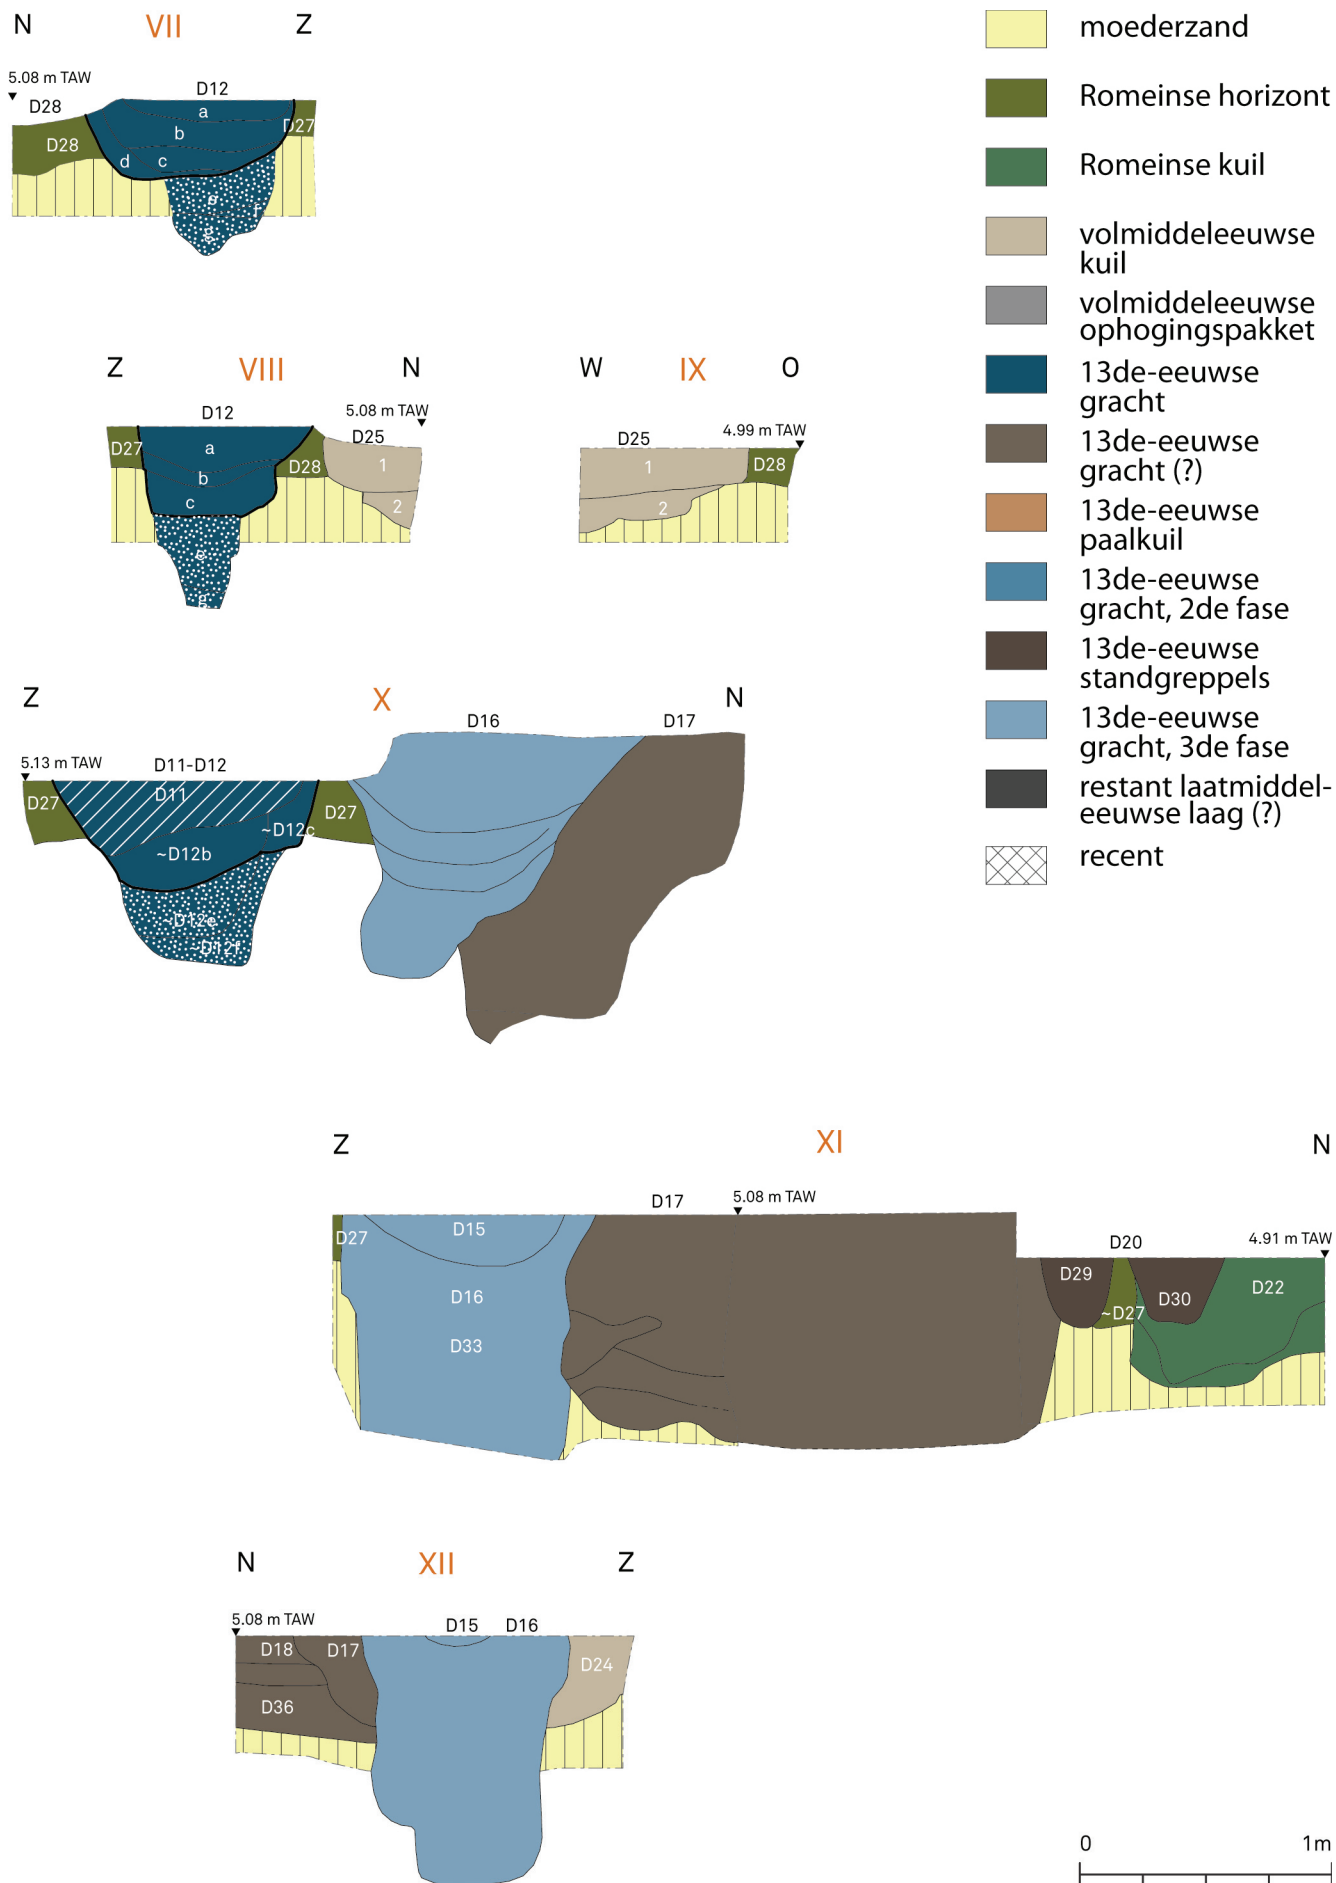 N VII Z
5.08 m TAW
D12
D28
a
b
D27
D28
d c
e
f
g
Z VIII N
5.08 m TAW
D12
D25
D27
a
1
D28
b
c
2
e
g
W IX O
4.99 m TAW
D25
1
D28
2
Z X N
D16 D17
5.13 m TAW
D11-D12
D11
D27
D27
~D12c
~D12b
~D12e
~D12f
Z XI N
D17
5.08 m TAW
D20
4.91 m TAW
D15
D27
D29
D22
D16
D30
~D27
D33
N XII Z
5.08 m TAW
D15 D16
D18 D17
D24
D36
moederzand
Romeinse horizont
Romeinse kuil
volmiddeleeuwse
kuil
volmiddeleeuwse
ophogingspakket
13de-eeuwse
gracht
13de-eeuwse
gracht (?)
13de-eeuwse
paalkuil
13de-eeuwse
gracht, 2de fase
13de-eeuwse
standgreppels
13de-eeuwse
gracht, 3de fase
restant laatmiddel-
eeuwse laag (?)
recent
0 1m